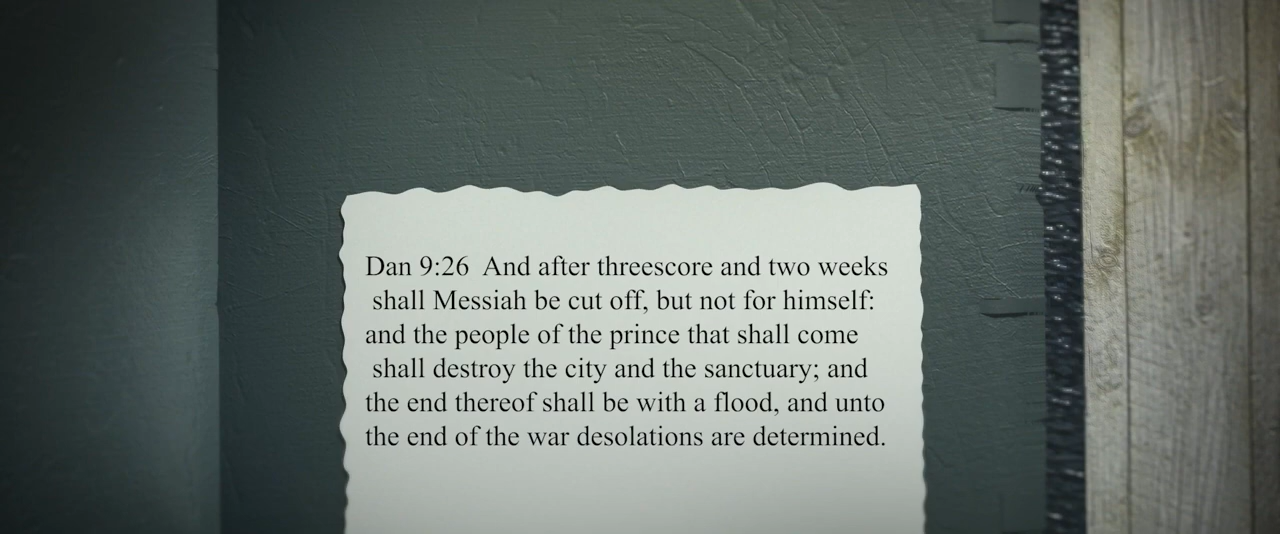 Dan 9:26  And after threescore and two weeks
shall Messiah be cut off, but not for himself:
and the people of the prince that shall come
shall destroy the city and the sanctuary; and
the end thereof shall be with a flood, and unto
the end of the war desolations are determined.